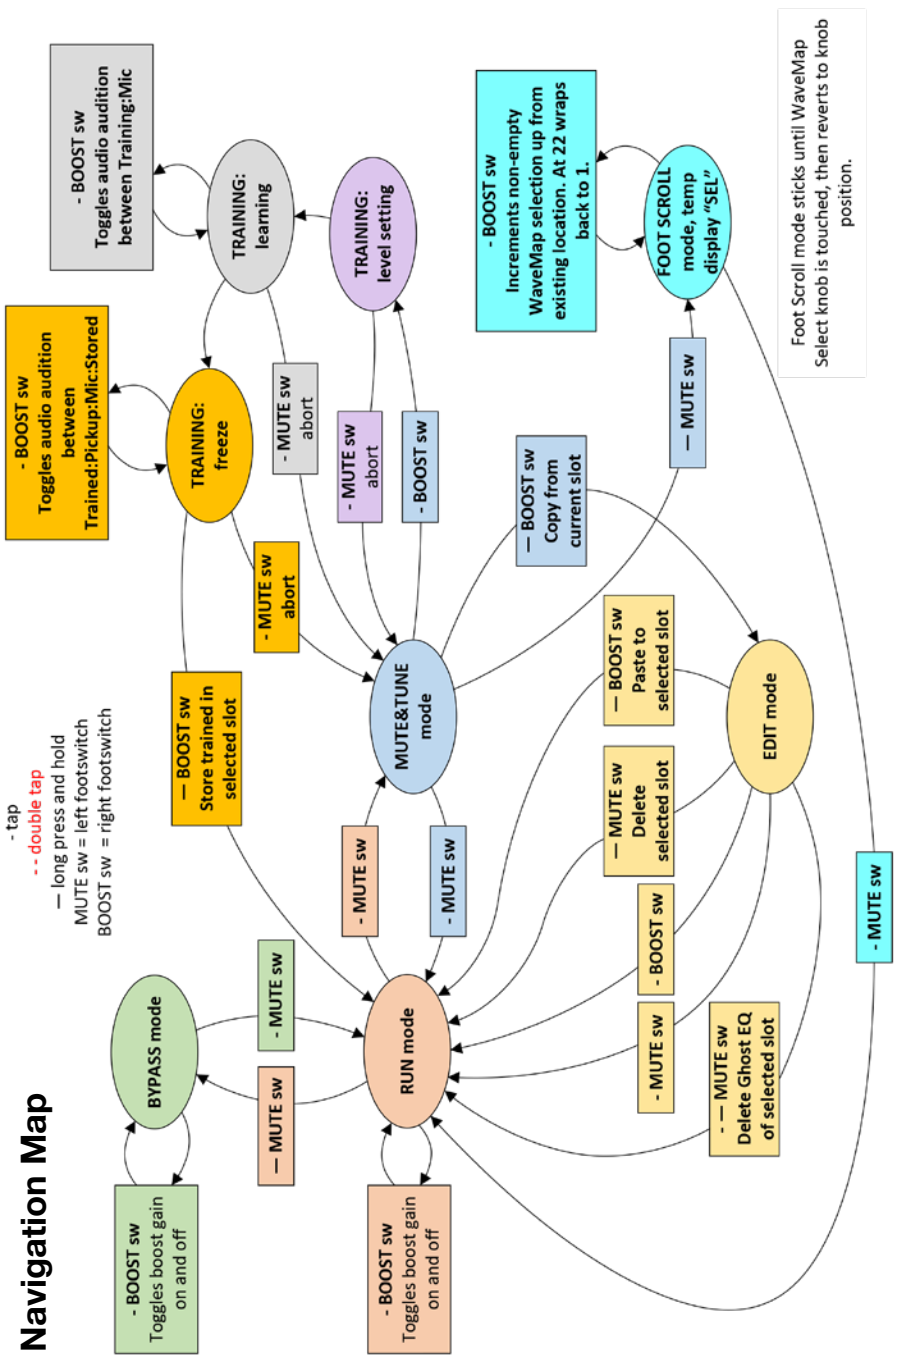 Navigation Map
- tap
- - double tap
— long press and hold
MUTE sw = left footswitch
BOOST sw = right footswitch
- BOOST sw
Toggles boost gain
on and off
BYPASS mode
- MUTE sw
— MUTE sw
- BOOST sw
Toggles boost gain
on and off
RUN mode
- MUTE sw
- MUTE sw
MUTE&TUNE
mode
— BOOST sw
Store trained in
selected slot
- MUTE sw
abort
- BOOST sw
Toggles audio audition
between
Trained:Pickup:Mic:Stored
TRAINING:
freeze
- BOOST sw
Toggles audio audition
between Training:Mic
TRAINING:
learning
- MUTE sw
abort
TRAINING:
level setting
- MUTE sw
abort
- BOOST sw
— BOOST sw
Copy from
current slot
— MUTE sw
- BOOST sw
Increments non-empty
WaveMap selection up from
existing location. At 22 wraps
back to 1.
FOOT SCROLL
mode, temp
display “SEL”
Foot Scroll mode sticks until WaveMap
Select knob is touched, then reverts to knob
position.
— BOOST sw
Paste to
selected slot
— MUTE sw
Delete
selected slot
- BOOST sw
- MUTE sw
- — MUTE sw
Delete Ghost EQ
of selected slot
EDIT mode
- MUTE sw